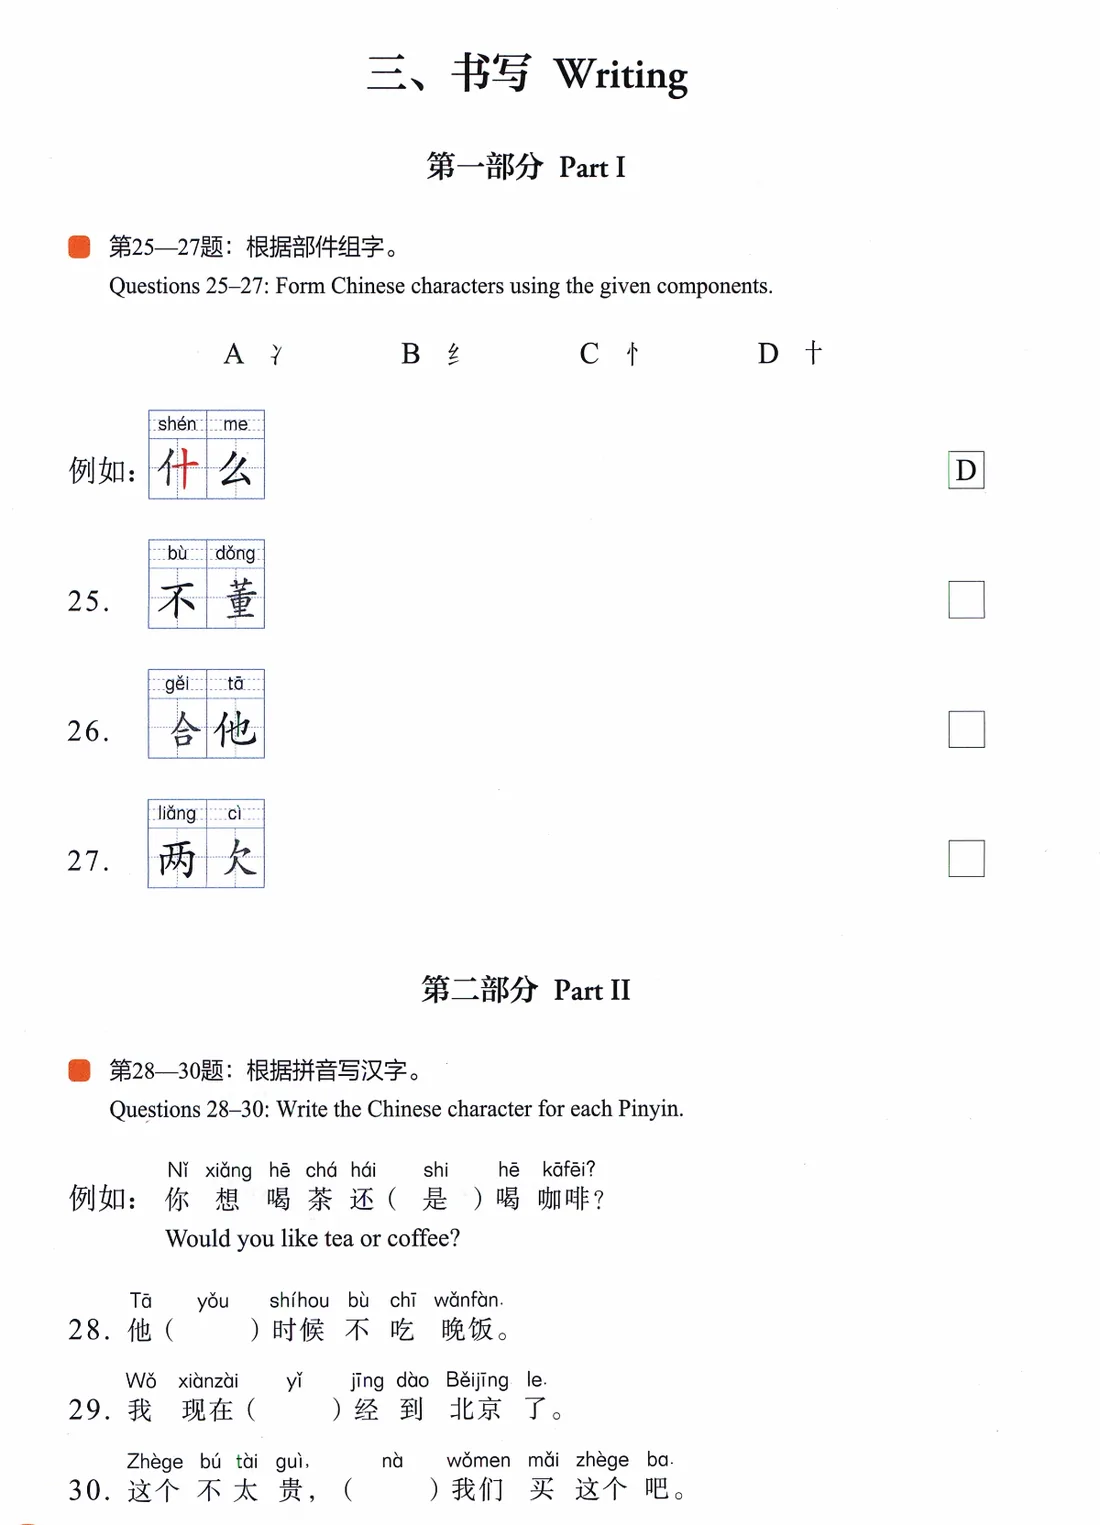 三、书写 Writing
第一部分 Part I
第25—27题：根据部件组字。
Questions 25–27: Form Chinese characters using the given components.
A 冫 B 纟 C 忄 D 十
shén me
例如： 什么 D
bù dǒng
25. 不董
gěi tā
26. 合他
liǎng cì
27. 两欠
第二部分 Part II
第28—30题：根据拼音写汉字。
Questions 28–30: Write the Chinese character for each Pinyin.
Nǐ xiǎng hē chá hái shi hē kāfēi?
例如： 你 想 喝 茶 还（ 是 ）喝 咖啡？
Would you like tea or coffee?
Tā yǒu shíhou bù chī wǎnfàn.
28. 他（ ）时候 不 吃 晚饭。
Wǒ xiànzài yǐ jīng dào Běijīng le.
29. 我 现在（ ）经 到 北京 了。
Zhège bú tài guì, nà wǒmen mǎi zhège ba.
30. 这个 不 太 贵，（ ）我们 买 这个 吧。